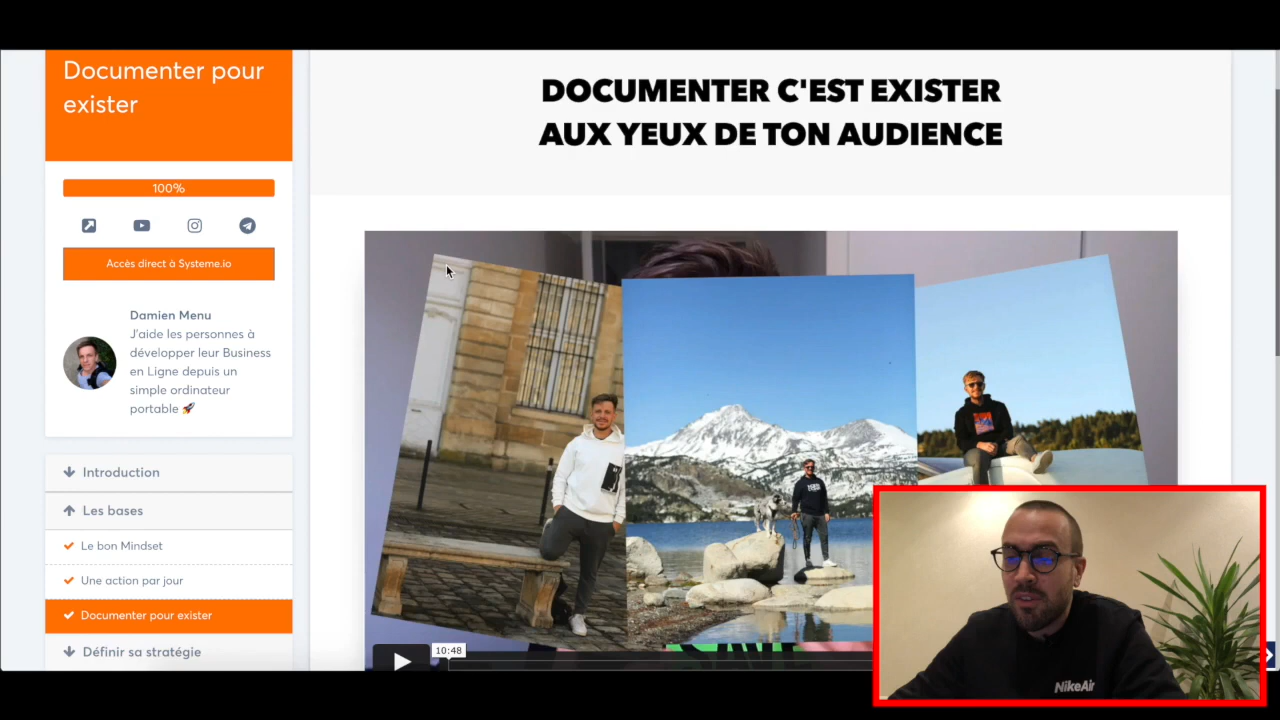 Documenter pour
exister
100%
Accès direct à Systeme.io
Damien Menu
J'aide les personnes à
développer leur Business
en Ligne depuis un
simple ordinateur
portable 🚀
Introduction
Les bases
Le bon Mindset
Une action par jour
Documenter pour exister
Définir sa stratégie
DOCUMENTER C'EST EXISTER
AUX YEUX DE TON AUDIENCE
10:48
NikeAir